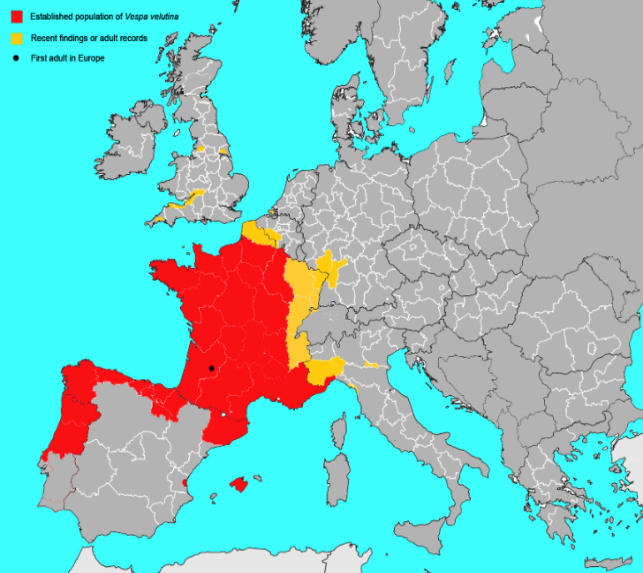 Established population of Vespa velutina
Recent findings or adult records
First adult in Europe